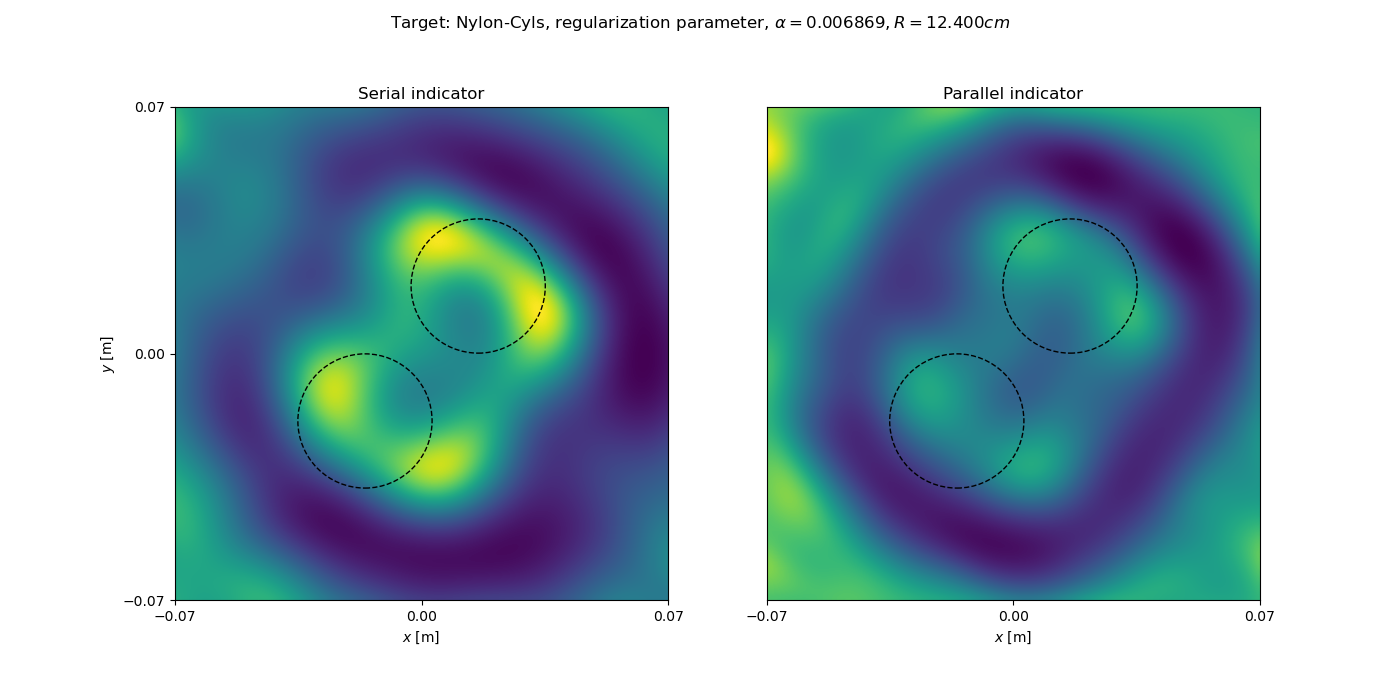 Target: Nylon-Cyls, regularization parameter, α = 0.006869, R = 12.400cm
Serial indicator
Parallel indicator
0.07
0.00
−0.07
y [m]
−0.07
0.00
0.07
x [m]
−0.07
0.00
0.07
x [m]